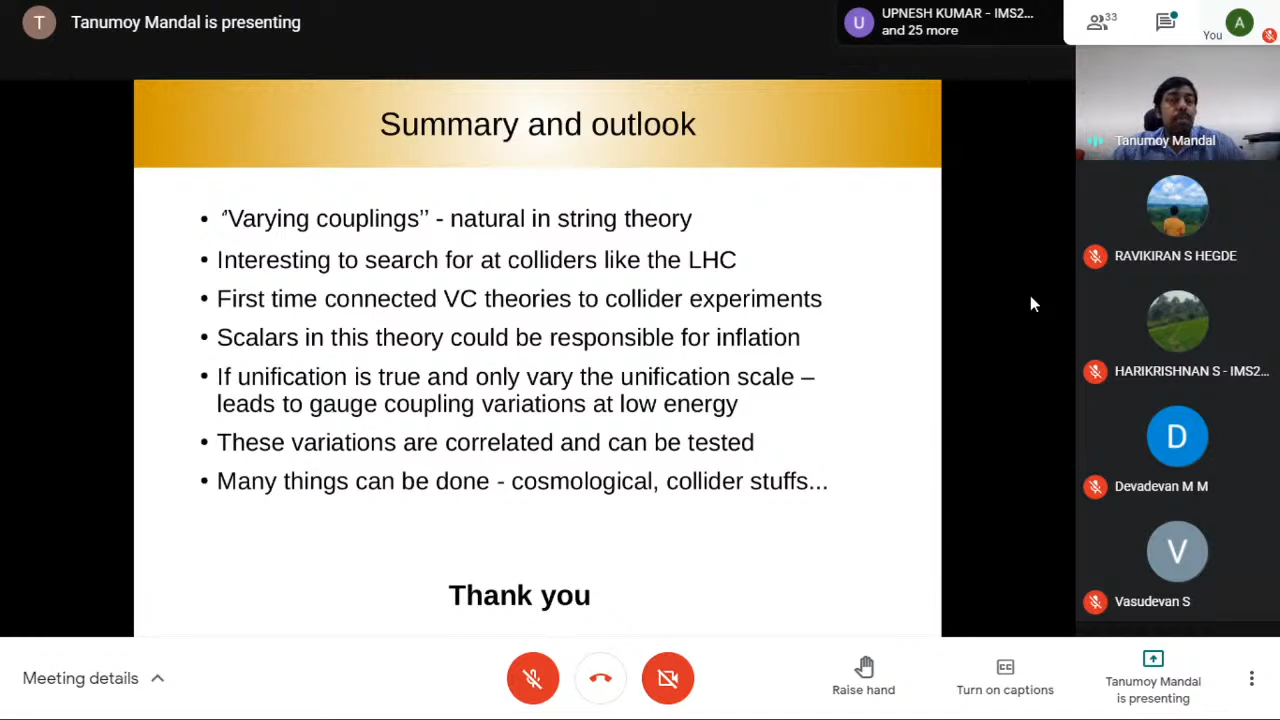 T
Tanumoy Mandal is presenting
U
UPNESH KUMAR - IMS2...
and 25 more
33
You
A
Summary and outlook
• "Varying couplings’’ - natural in string theory
• Interesting to search for at colliders like the LHC
• First time connected VC theories to collider experiments
• Scalars in this theory could be responsible for inflation
• If unification is true and only vary the unification scale –
leads to gauge coupling variations at low energy
• These variations are correlated and can be tested
• Many things can be done - cosmological, collider stuffs...
Thank you
Tanumoy Mandal
RAVIKIRAN S HEGDE
HARIKRISHNAN S - IMS2...
D
Devadevan M M
V
Vasudevan S
Meeting details
Raise hand
CC
Turn on captions
Tanumoy Mandal
is presenting